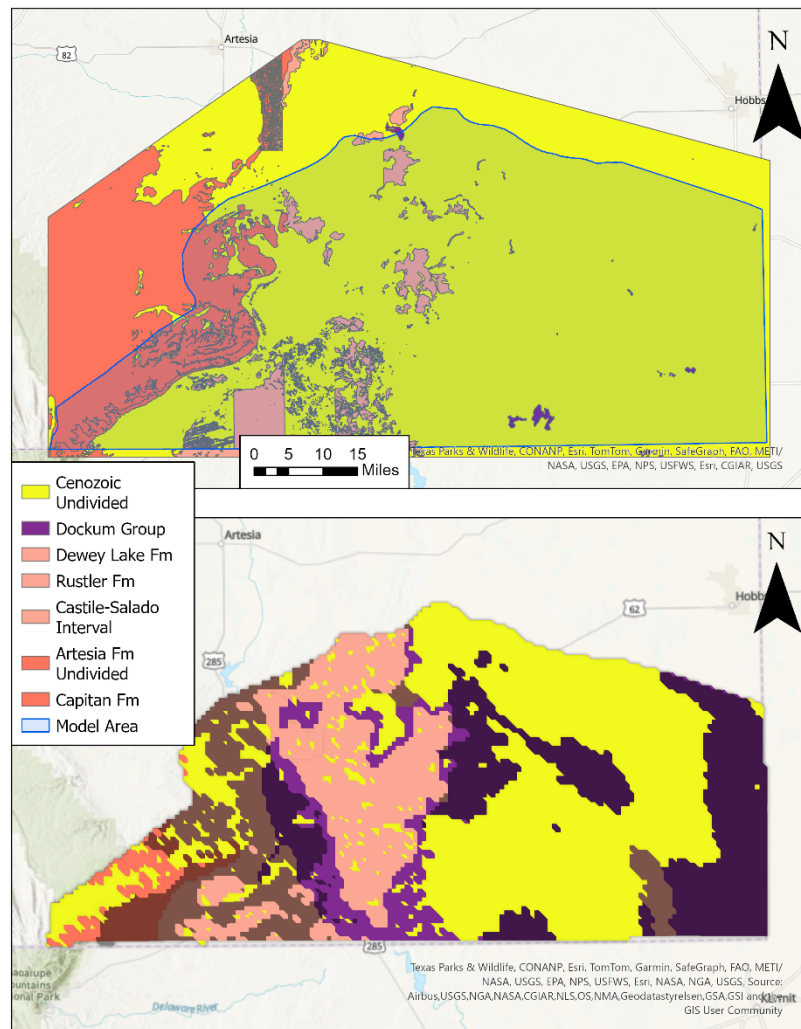 Artesia
82
N
Hobbs
0 5 10 15
Miles
Texas Parks & Wildlife, CONANP, Esri, TomTom, Garmin, SafeGraph, FAO, METI/
NASA, USGS, EPA, NPS, USFWS, Esri, CGIAR, USGS
Cenozoic
Undivided
Dockum Group
Dewey Lake Fm
Rustler Fm
Castile-Salado
Interval
Artesia Fm
Undivided
Capitan Fm
Model Area
Artesia
N
Hobbs
62
285
285
Mountains
Park
Delaware River
Texas Parks & Wildlife, CONANP, Esri, TomTom, Garmin, SafeGraph, FAO, METI/
NASA, USGS, EPA, NPS, USFWS, Esri, NASA, NGA, USGS, Source:
Airbus,USGS,NGA,NASA,CGIAR,NLS,OS,NMA,Geodatastyrelsen,GSA,GSI and the
GIS User Community